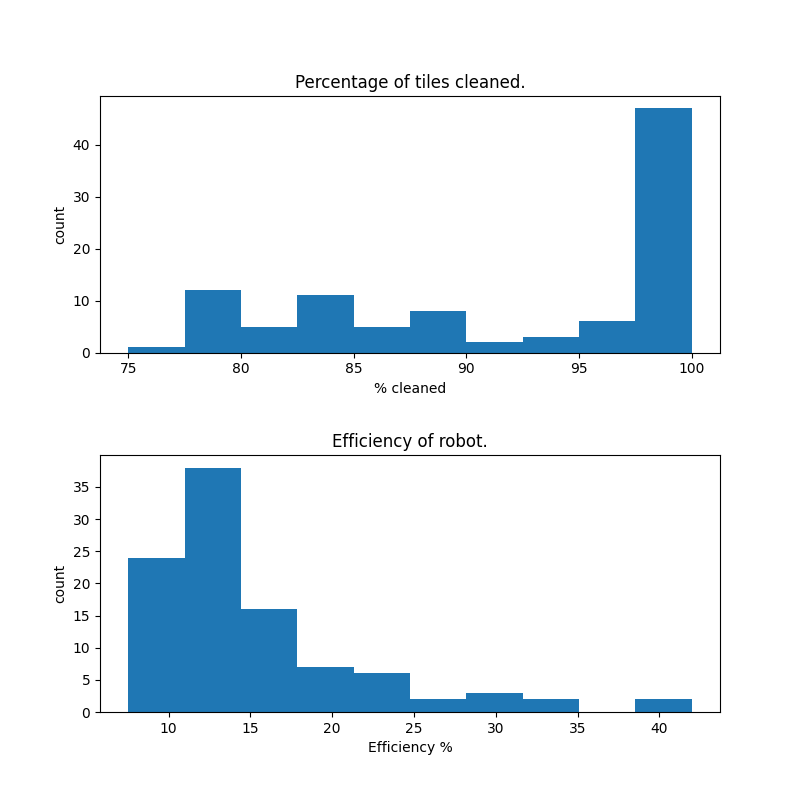 Percentage of tiles cleaned.
40
30
20
10
0
count
75 80 85 90 95 100
% cleaned
Efficiency of robot.
35
30
25
20
15
10
5
0
count
10 15 20 25 30 35 40
Efficiency %